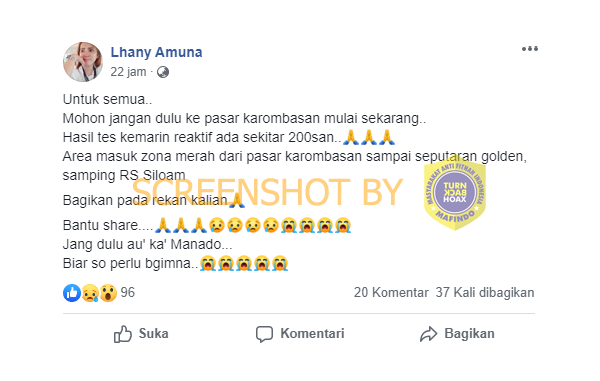 Lhany Amuna
22 jam ·
Untuk semua..
Mohon jangan dulu ke pasar karombasan mulai sekarang..
Hasil tes kemarin reaktif ada sekitar 200san..🙏🙏🙏
Area masuk zona merah dari pasar karombasan sampai seputaran golden,
samping RS Siloam
SCREENSHOT BY
MASYARAKAT ANTI FITNAH INDONESIA
TURN
BACK
HOAX
MAFINDO
Bagikan pada rekan kalian🙏
Bantu share....🙏🙏🙏😢😢😢😢😭😭😭😭
Jang dulu au' ka' Manado...
Biar so perlu bgimna..😭😭😭😭😭
96 20 Komentar 37 Kali dibagikan
Suka Komentari Bagikan